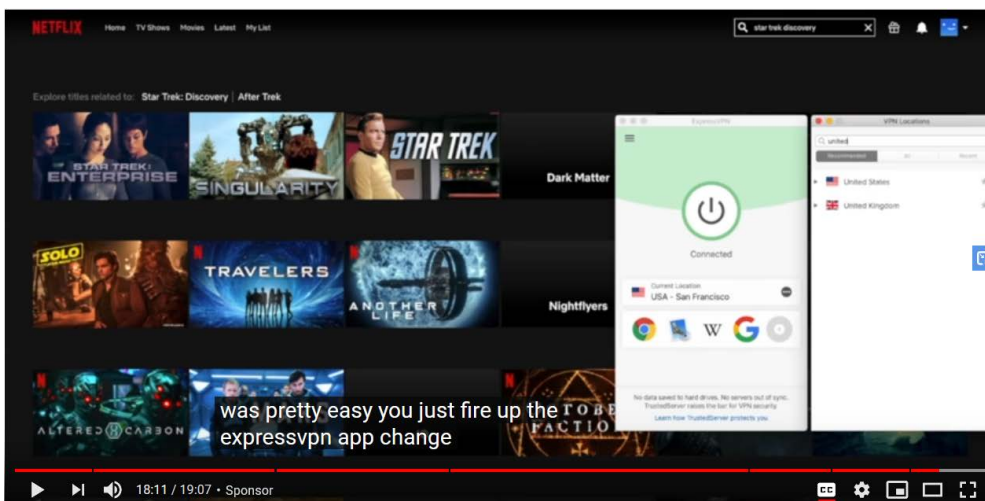 NETFLIX Home TV Shows Movies Latest My List
star trek discovery
Explore titles related to: Star Trek: Discovery | After Trek
STAR TREK:
ENTERPRISE
SINGULARITY
STAR TREK
Dark Matter
SOLO
TRAVELERS
ANOTHER
LIFE
Nightflyers
ALTERED CARBON
ExpressVPN
Connected
Current Location
USA - San Francisco
W
G
No data saved to hard drives. No servers out of sync.
TrustedServer raises the bar for VPN security.
Learn how TrustedServer protects you.
VPN Locations
united
Recommended All Recent
United States
United Kingdom
was pretty easy you just fire up the
expressvpn app change
18:11 / 19:07 • Sponsor
CC